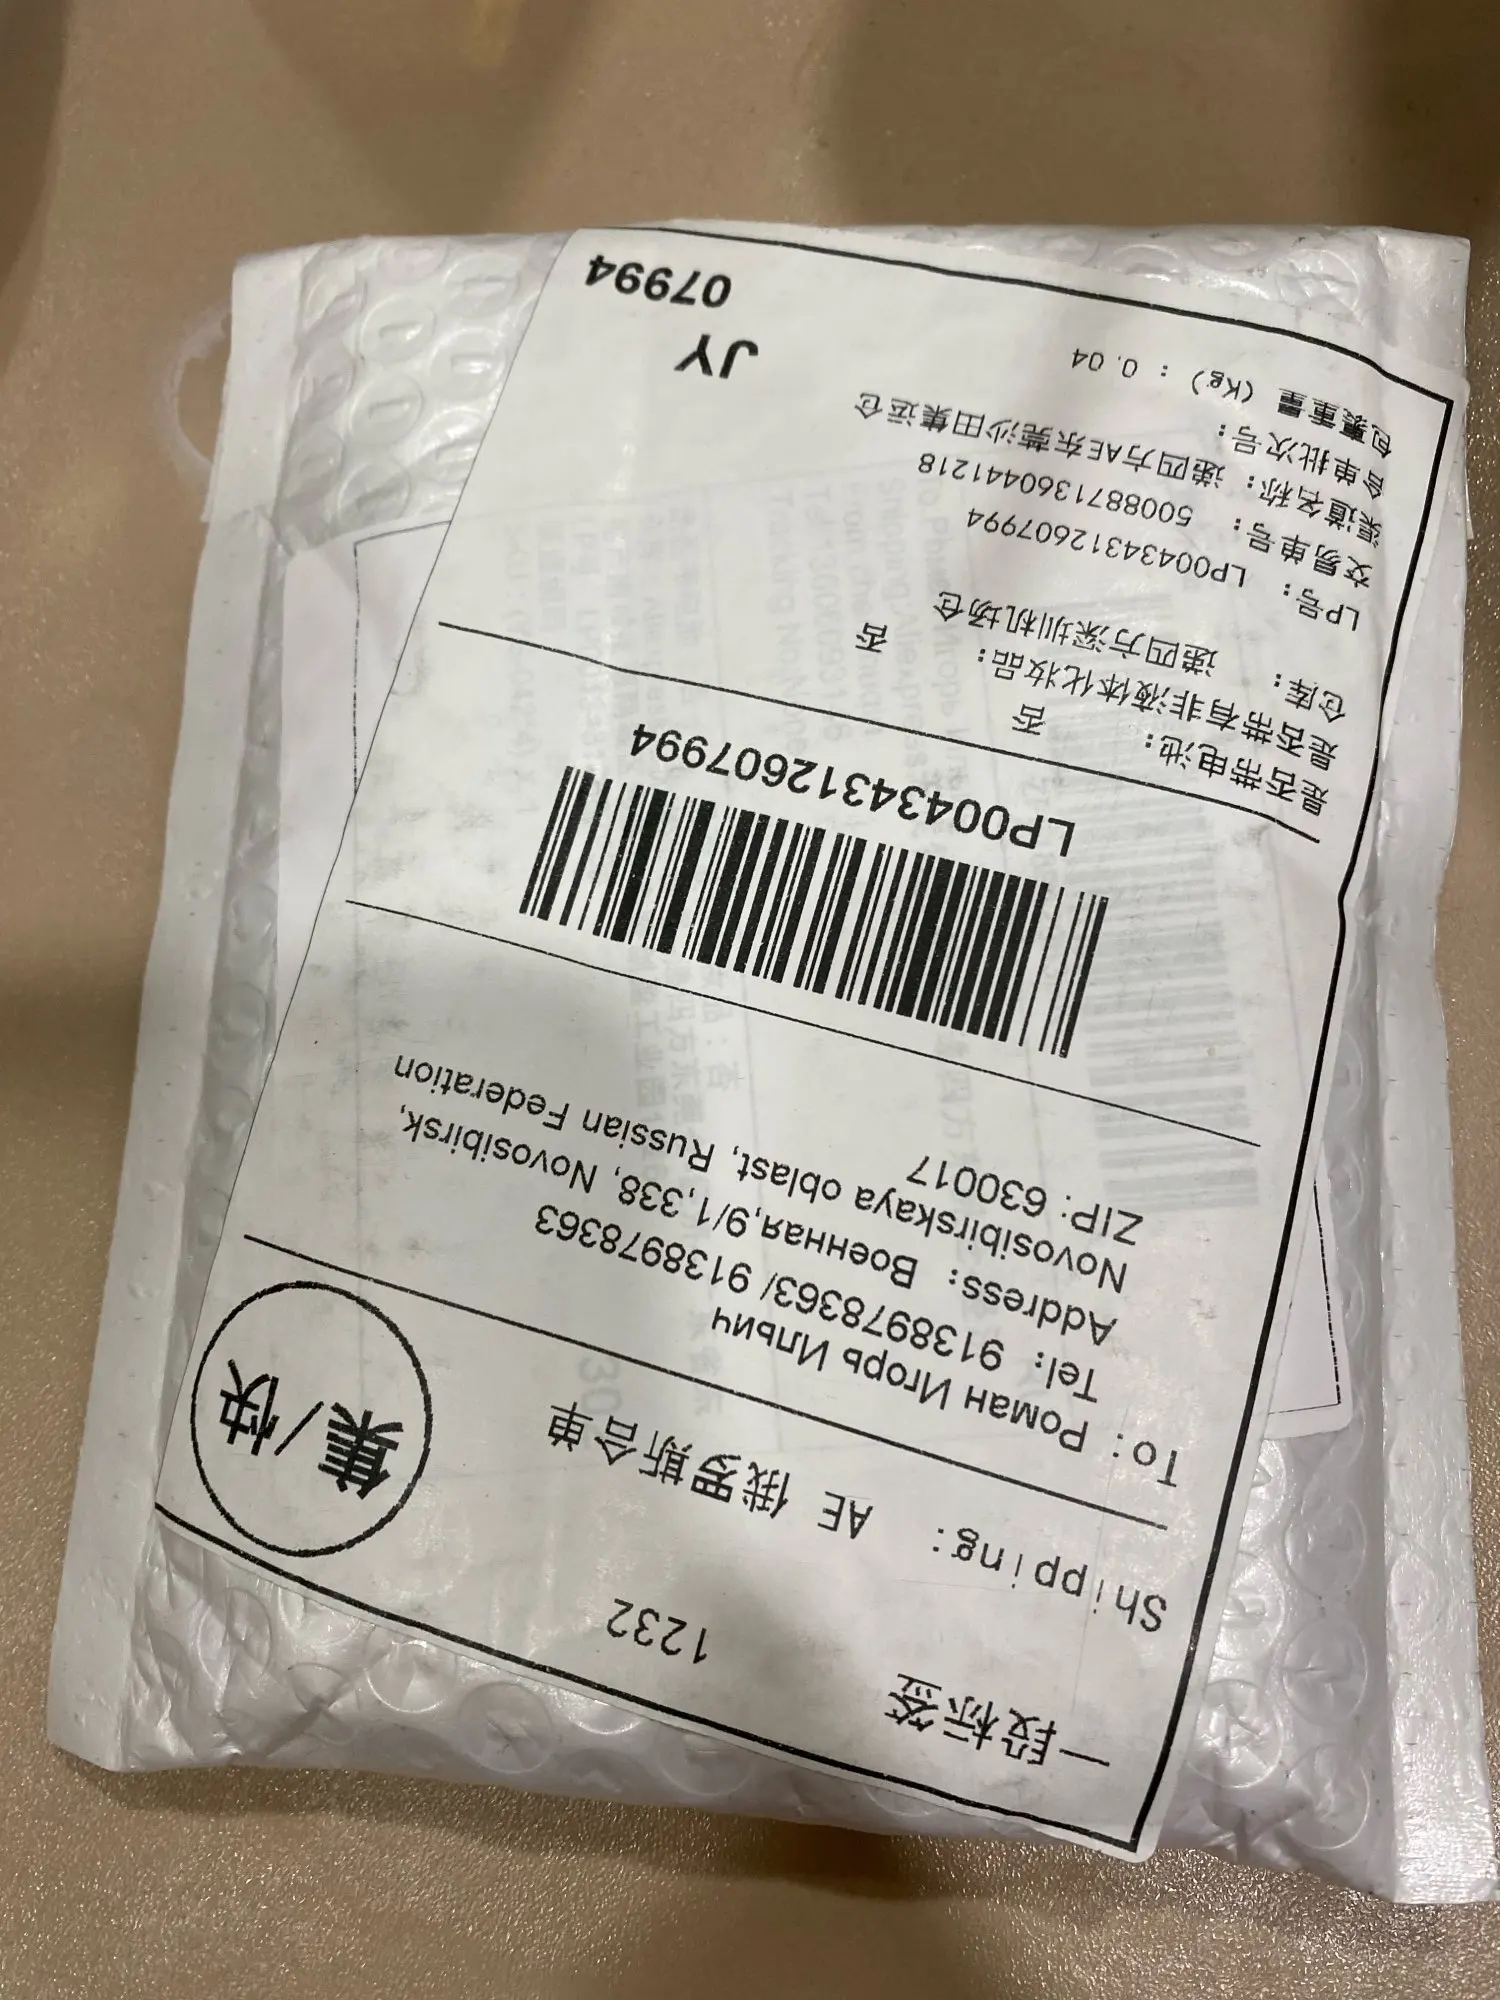 一段标签
1232
Shipping: AE 俄罗斯合单
集/快
To: Роман Игорь Ильич
Tel: 9138978363/ 9138978363
Address: Военная,9/1,338, Novosibirsk,
Novosibirskaya oblast, Russian Federation
ZIP: 630017
LP00434312607994
是否带电池: 否
是否带有非液体化妆品: 否
仓库: 递四方深圳机场仓
LP号: LP00434312607994
交易单号: 5008871360441218
渠道名称: 递四方AE东莞沙田集运仓
合单批次号:
包裹重量 (Kg) : 0.04
JY
07994